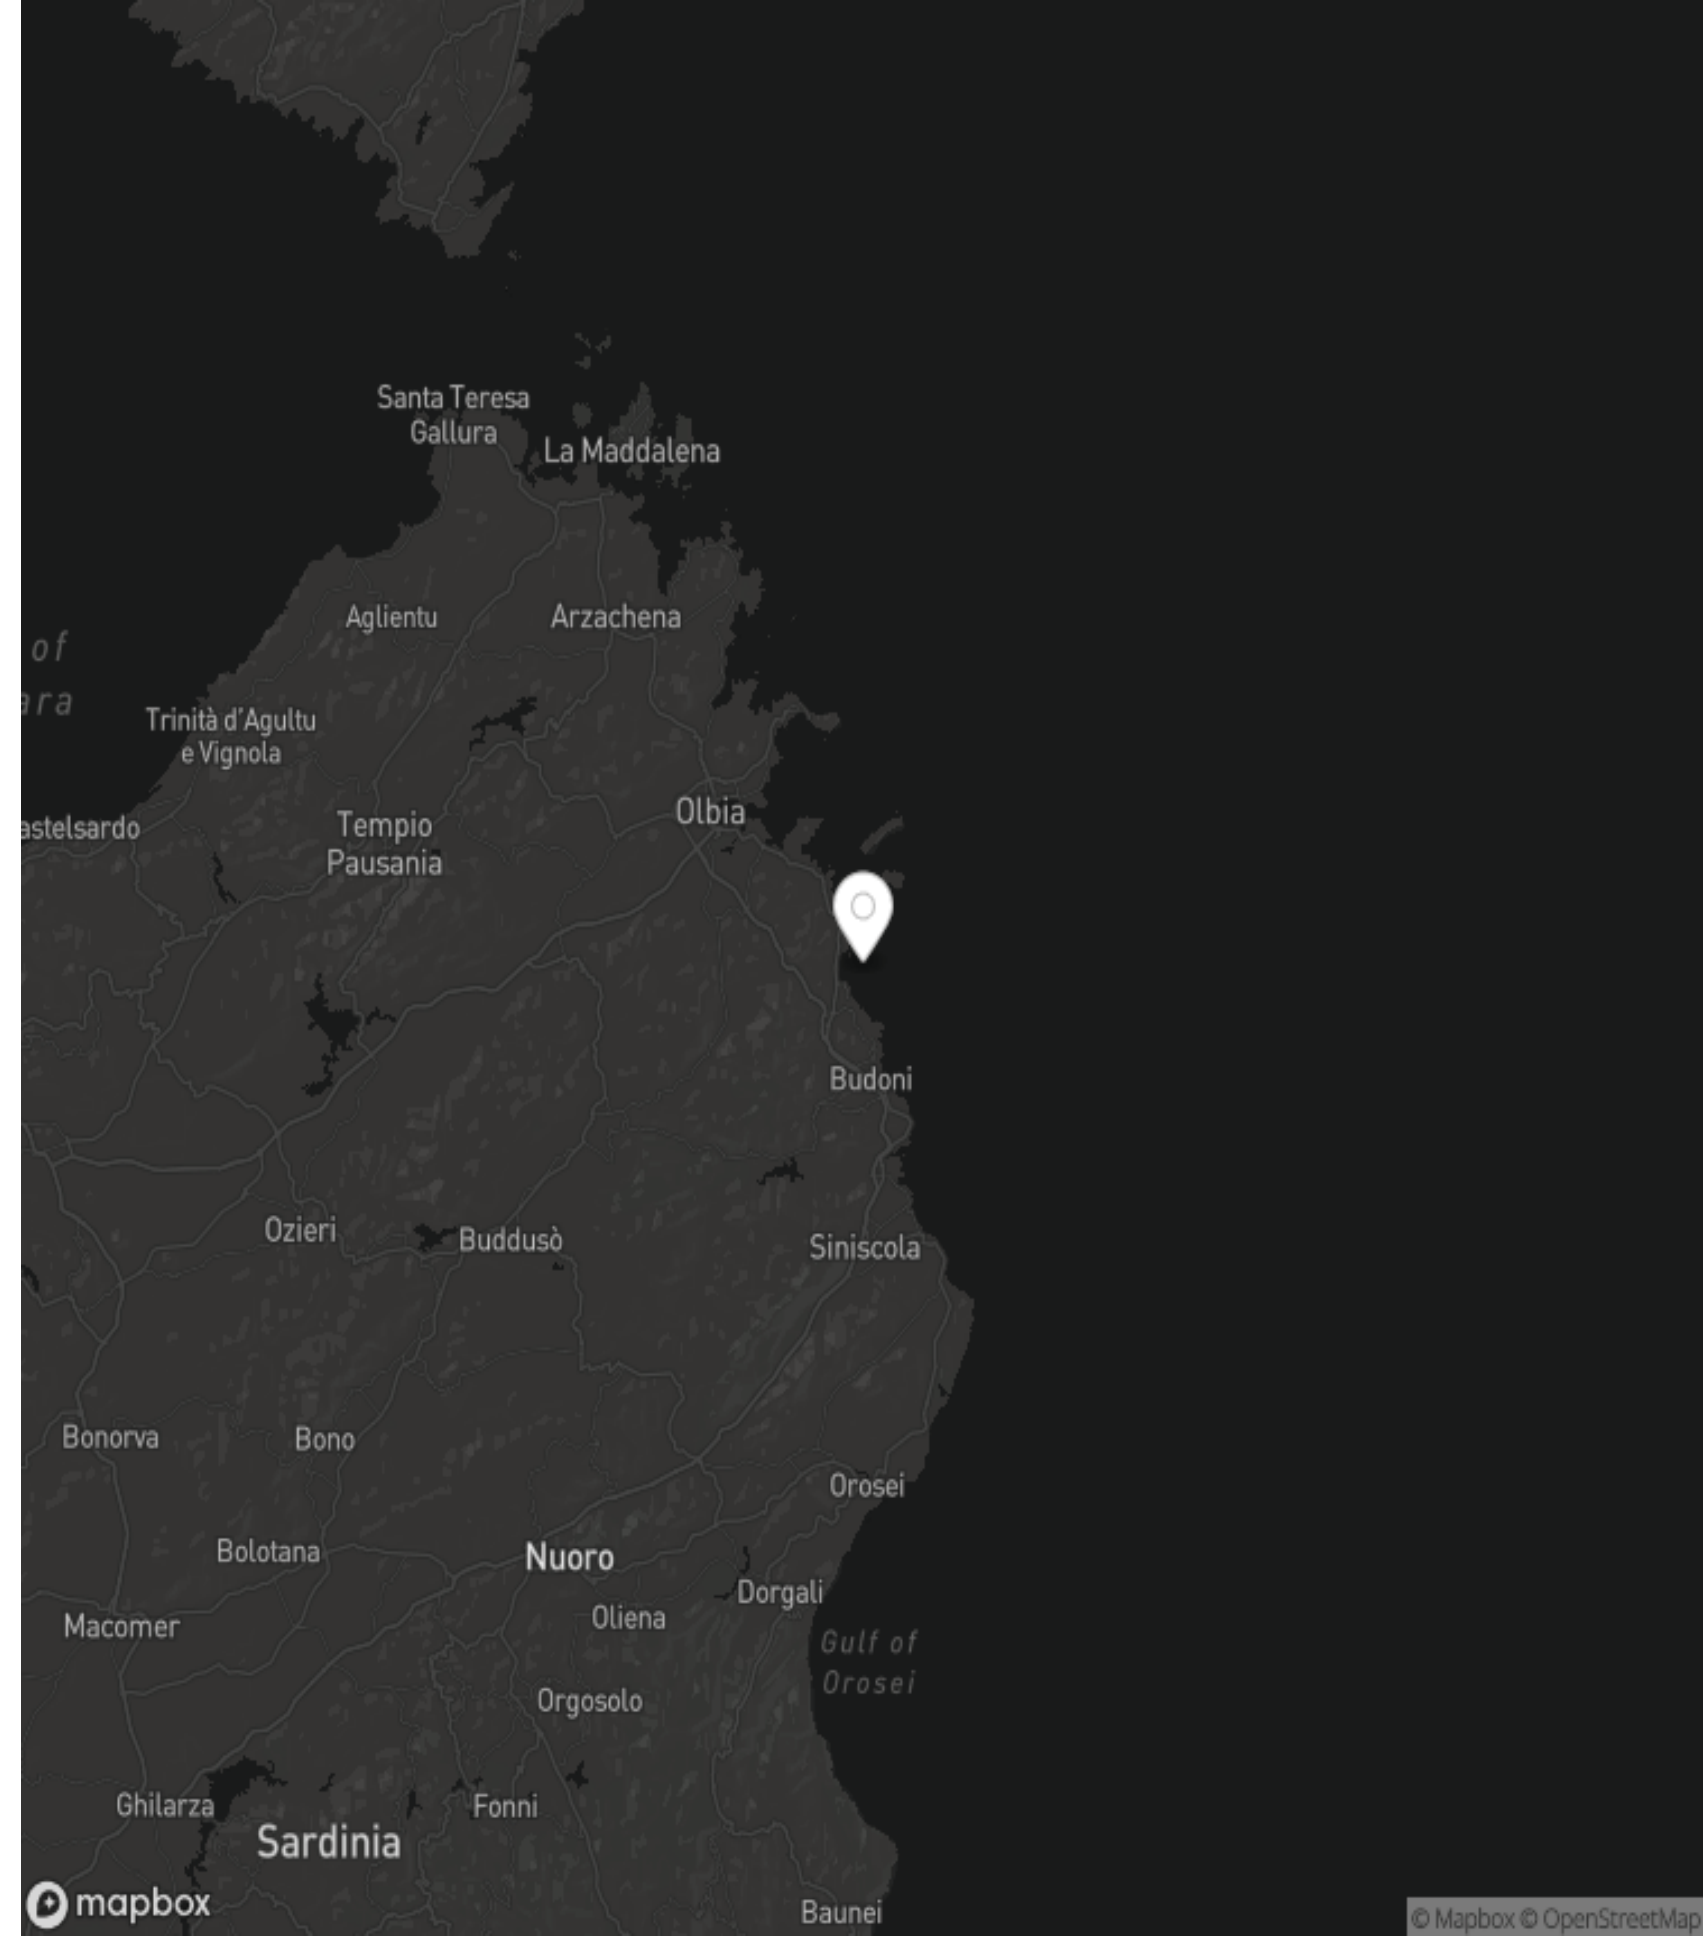 Santa Teresa
Gallura
La Maddalena
Aglientu
Arzachena
of
ara
Trinità d'Agultu
e Vignola
Olbia
astelsardo
Tempio
Pausania
Budoni
Ozieri
Buddusò
Siniscola
Bonorva
Bono
Orosei
Bolotana
Nuoro
Dorgali
Oliena
Macomer
Gulf of
Orosei
Orgosolo
Ghilarza
Fonni
Sardinia
mapbox
Baunei
© Mapbox © OpenStreetMap